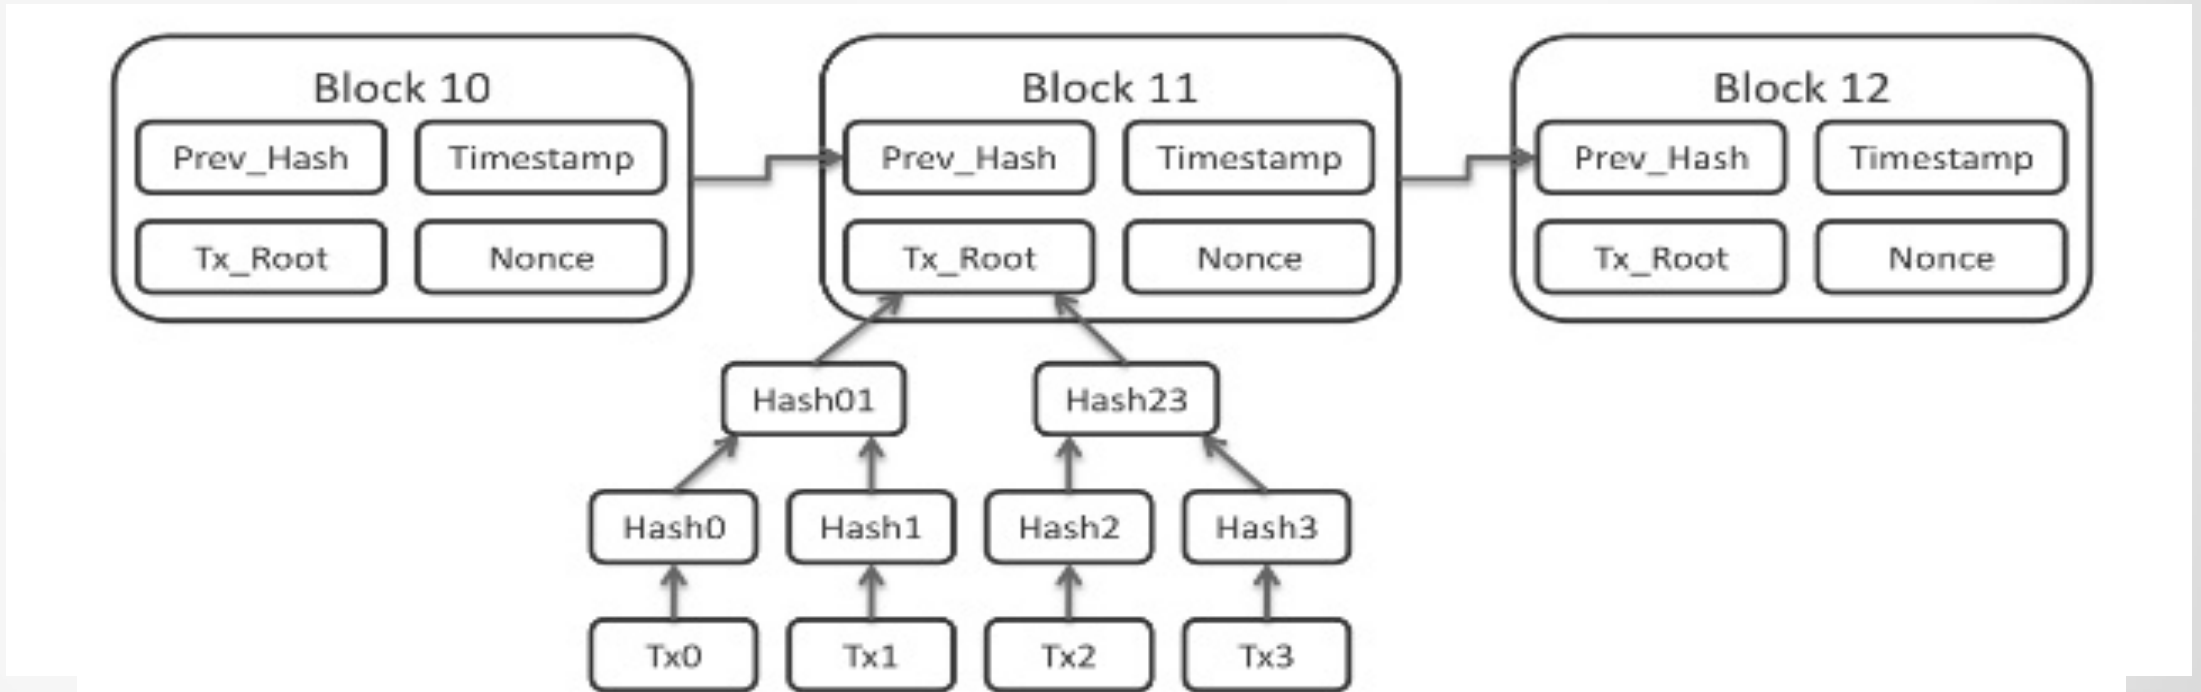 Block 10
Block 11
Block 12
Prev_Hash
Timestamp
Prev_Hash
Timestamp
Prev_Hash
Timestamp
Tx_Root
Nonce
Tx_Root
Nonce
Tx_Root
Nonce
Hash01
Hash23
Hash0
Hash1
Hash2
Hash3
Tx0
Tx1
Tx2
Tx3